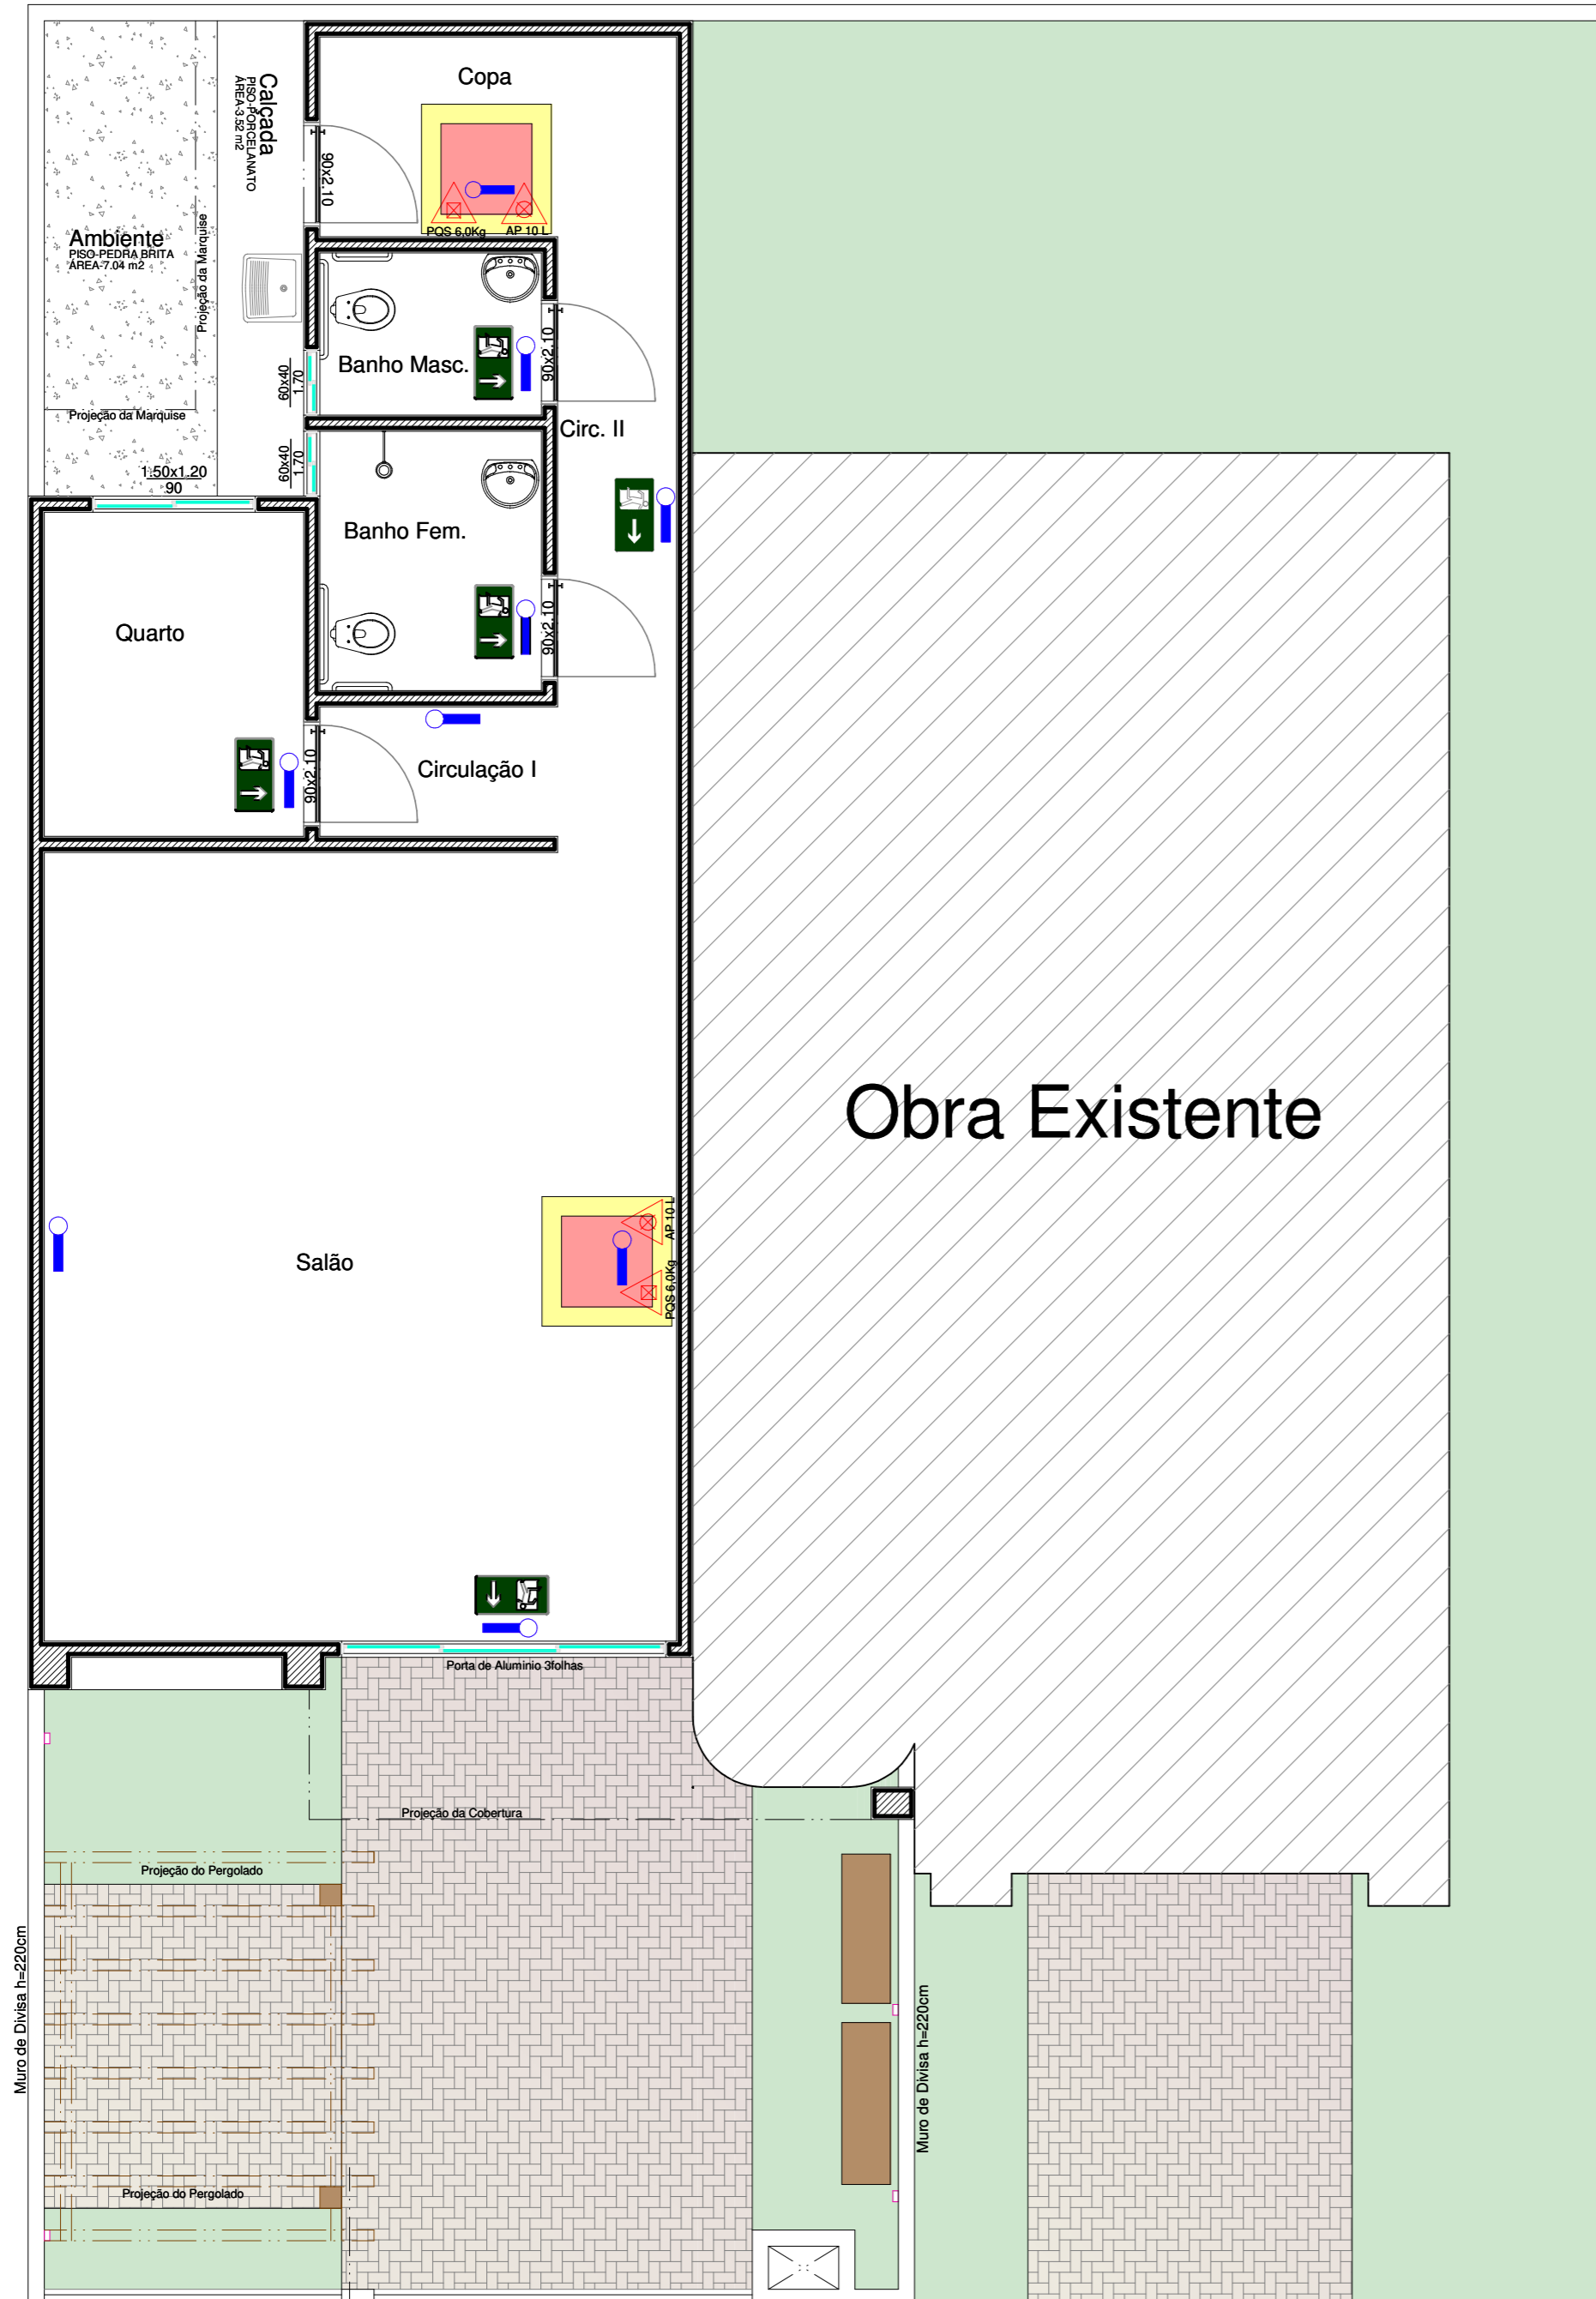 Copa
Calçada
PISO-PORCELANATO
ÁREA-3.52 m2
90x2.10
PQS 6,0Kg
AP 10 L
Ambiente
PISO-PEDRA BRITA
ÁREA-7.04 m2
Projeção da Marquise
Projeção da Marquise
Banho Masc.
90x2.10
60x40
1.70
Circ. II
60x40
1.70
1.50x1.20
90
Banho Fem.
90x2.10
Quarto
90x2.10
Circulação I
Obra Existente
Salão
AP 10 L
PQS 6,0Kg
Porta de Aluminio 3folhas
Projeção da Cobertura
Projeção do Pergolado
Muro de Divisa h=220cm
Muro de Divisa h=220cm
Projeção do Pergolado